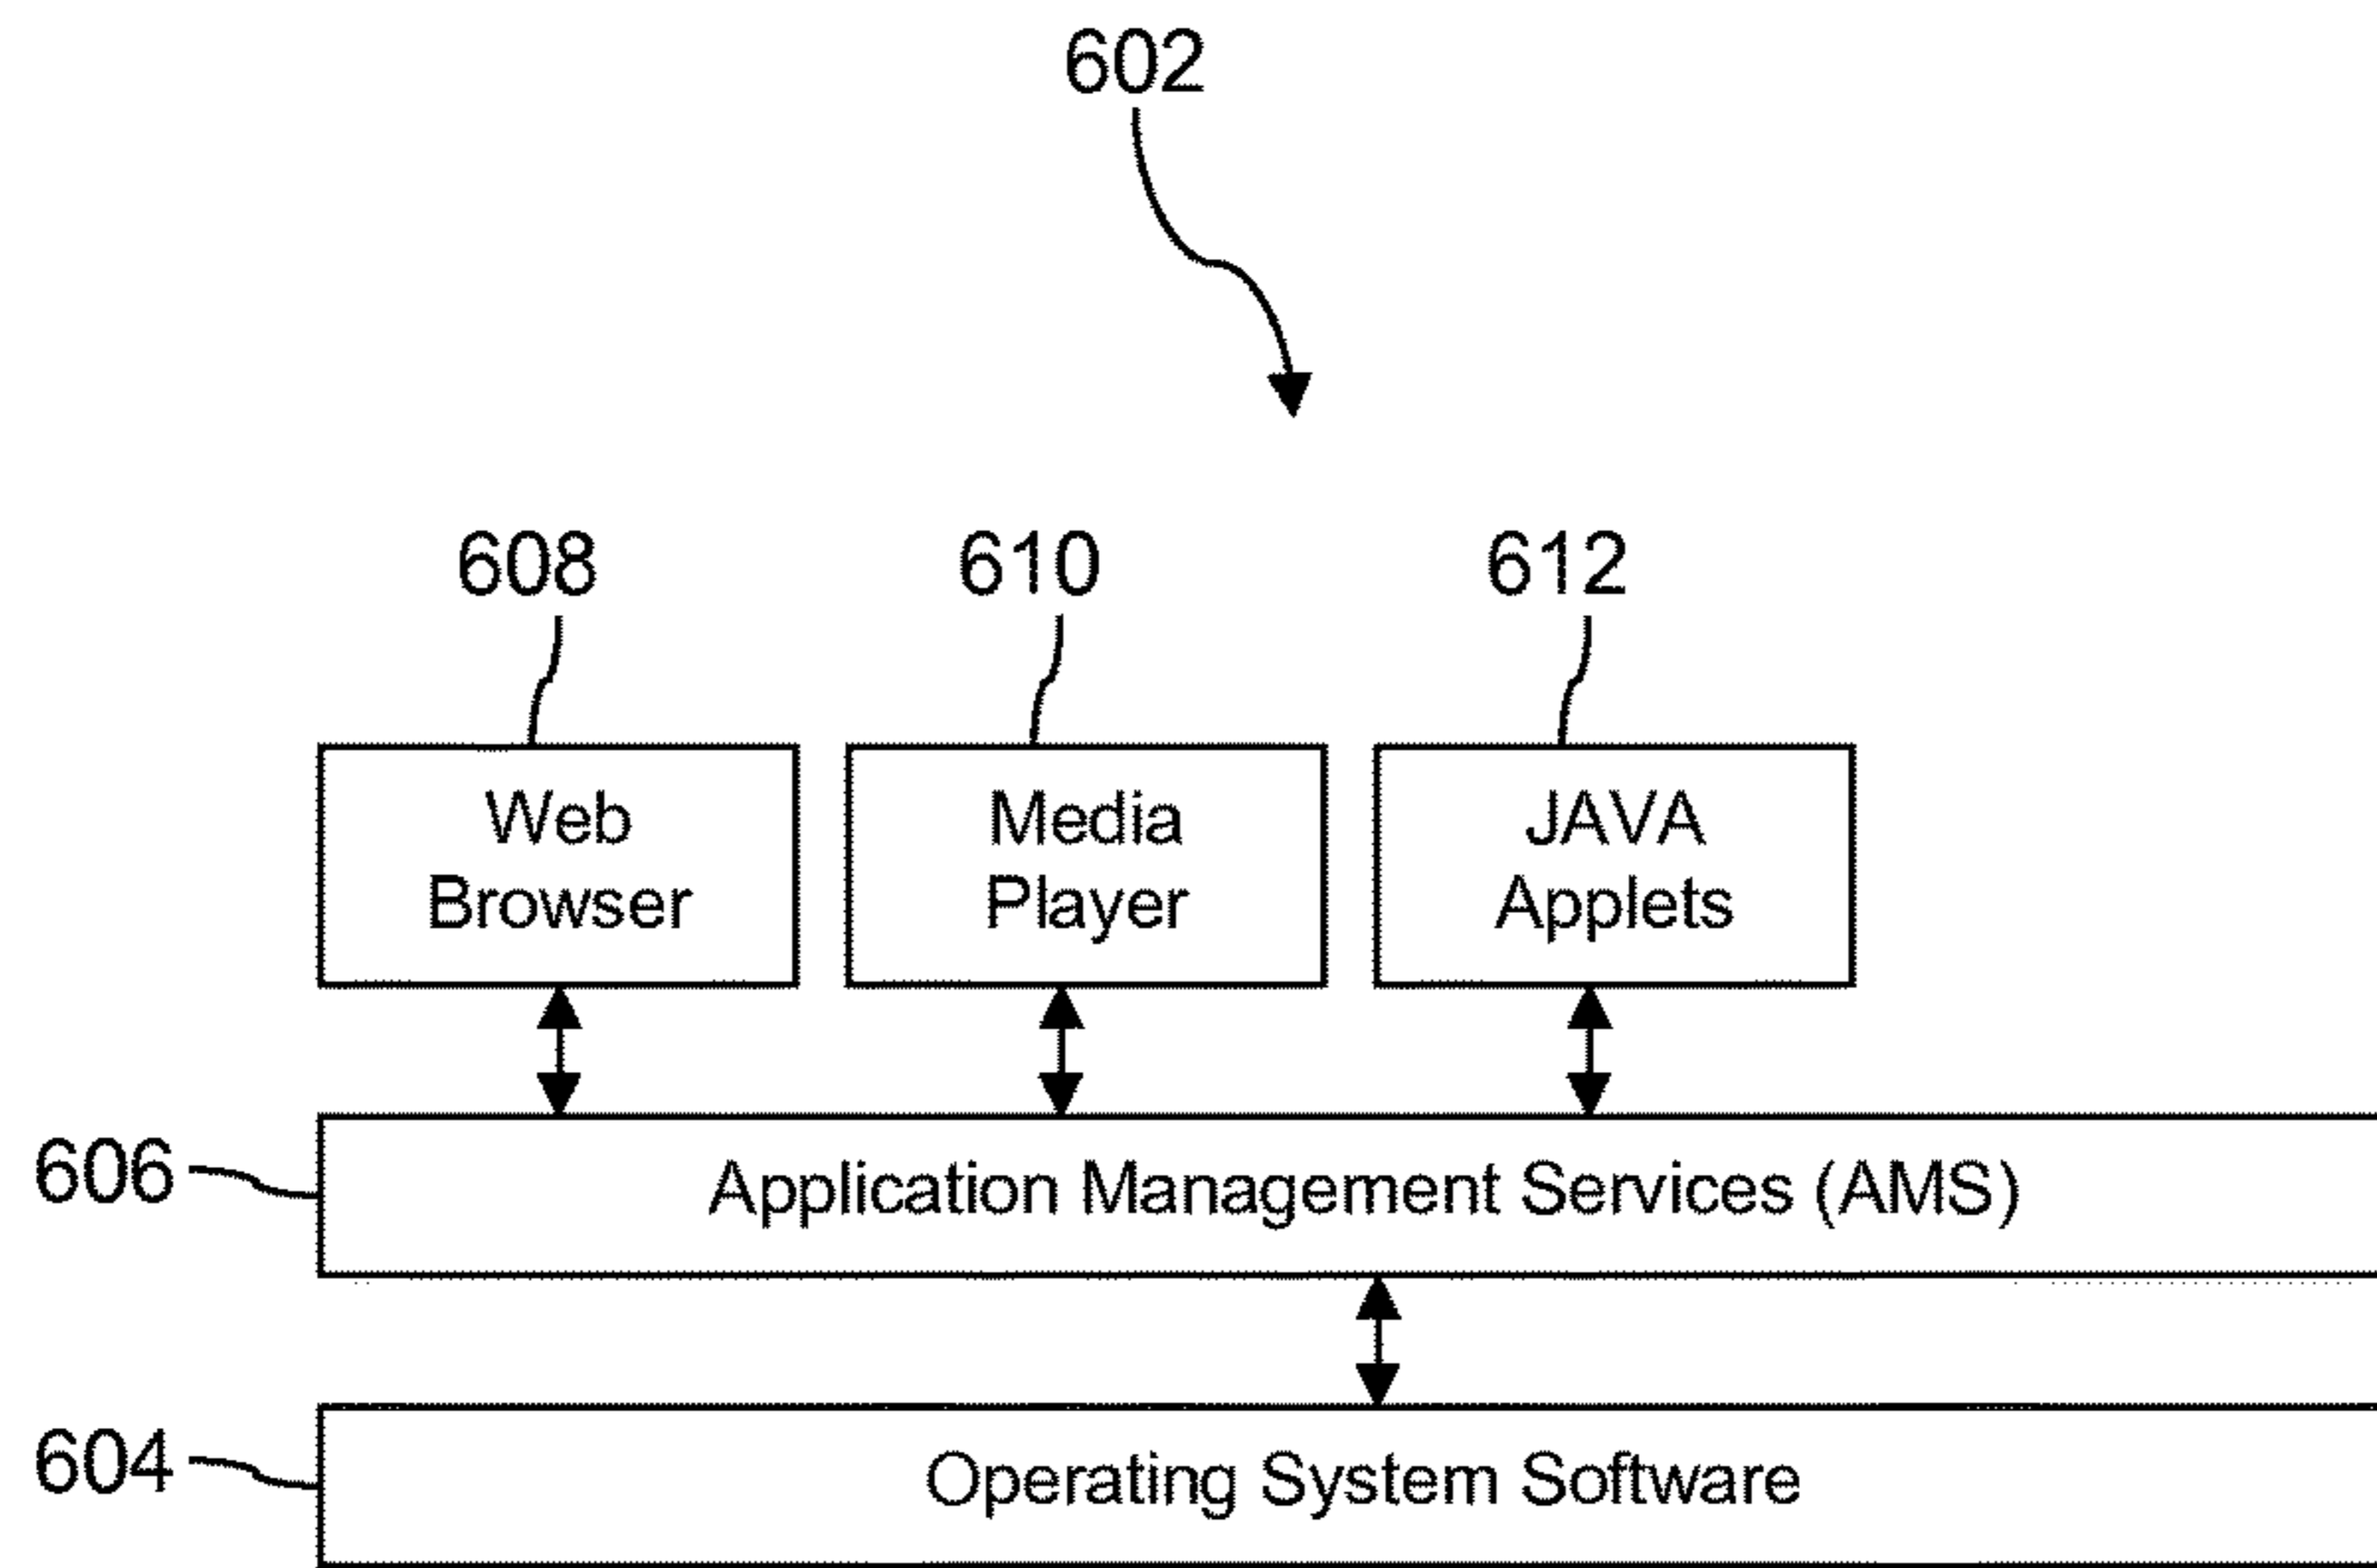 602
608
610
612
Web
Browser
Media
Player
JAVA
Applets
606
Application Management Services (AMS)
604
Operating System Software